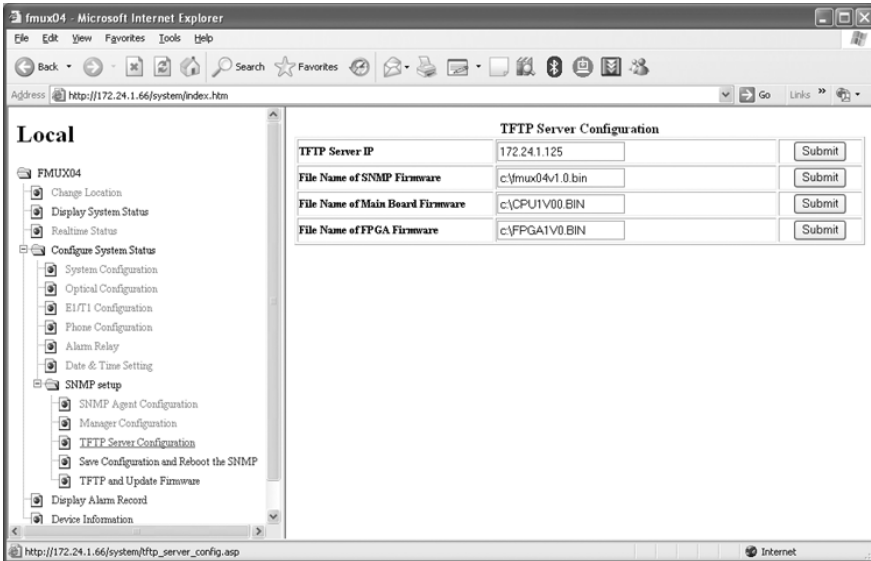 fmux04 - Microsoft Internet Explorer
File Edit View Favorites Tools Help
Back Search Favorites
Address http://172.24.1.66/system/index.htm Go Links »
Local
FMUX04
Change Location
Display System Status
Realtime Status
Configure System Status
System Configuration
Optical Configuration
E1/T1 Configuration
Phone Configuration
Alarm Relay
Date & Time Setting
SNMP setup
SNMP Agent Configuration
Manager Configuration
TFTP Server Configuration
Save Configuration and Reboot the SNMP
TFTP and Update Firmware
Display Alarm Record
Device Information
TFTP Server Configuration
TFTP Server IP 172.24.1.125 Submit
File Name of SNMP Firmware c:\fmux04v1.0.bin Submit
File Name of Main Board Firmware c:\CPU1V00.BIN Submit
File Name of FPGA Firmware c:\FPGA1V0.BIN Submit
http://172.24.1.66/system/tftp_server_config.asp Internet